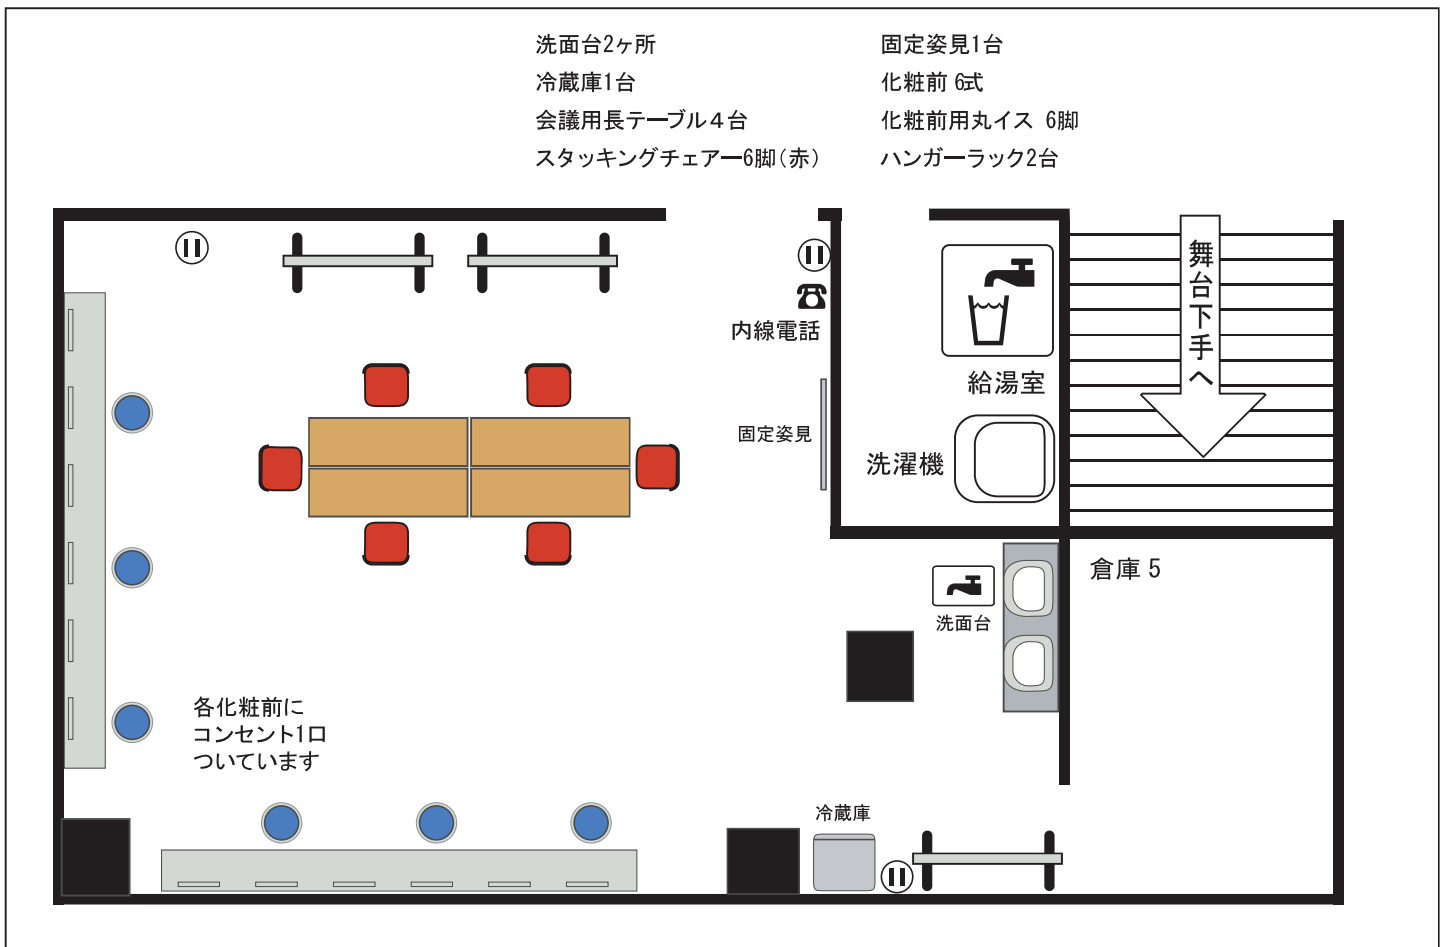 洗面台2ヶ所
冷蔵庫1台
会議用長テーブル４台
スタッキングチェアー6脚（赤）
固定姿見1台
化粧前 6式
化粧前用丸イス 6脚
ハンガーラック2台
内線電話
固定姿見
給湯室
洗濯機
舞台下手へ
洗面台
倉庫 5
各化粧前に
コンセント1口
ついています
冷蔵庫